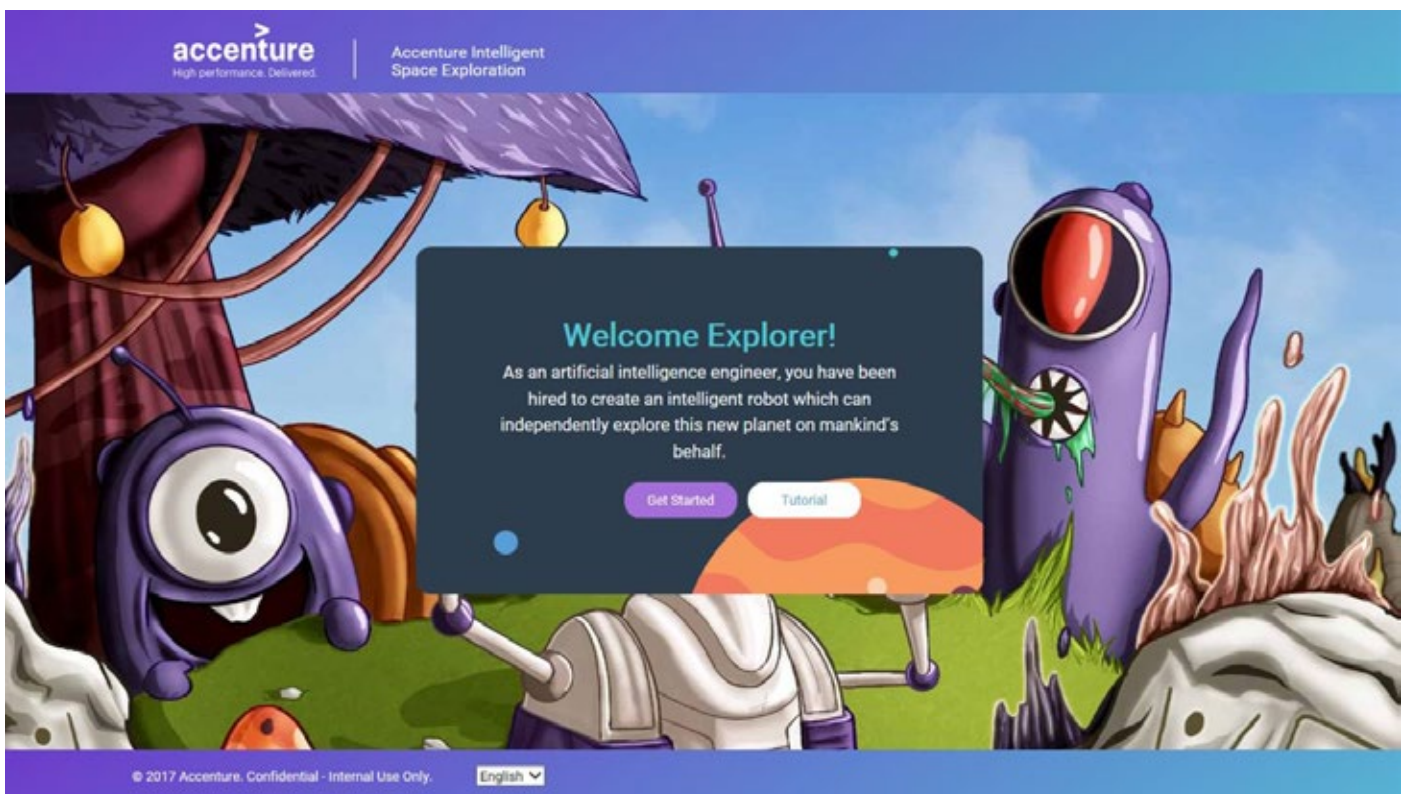 accenture
High performance. Delivered.
Accenture Intelligent
Space Exploration
Welcome Explorer!
As an artificial intelligence engineer, you have been
hired to create an intelligent robot which can
independently explore this new planet on mankind's
behalf.
Get Started
Tutorial
© 2017 Accenture. Confidential - Internal Use Only.
English